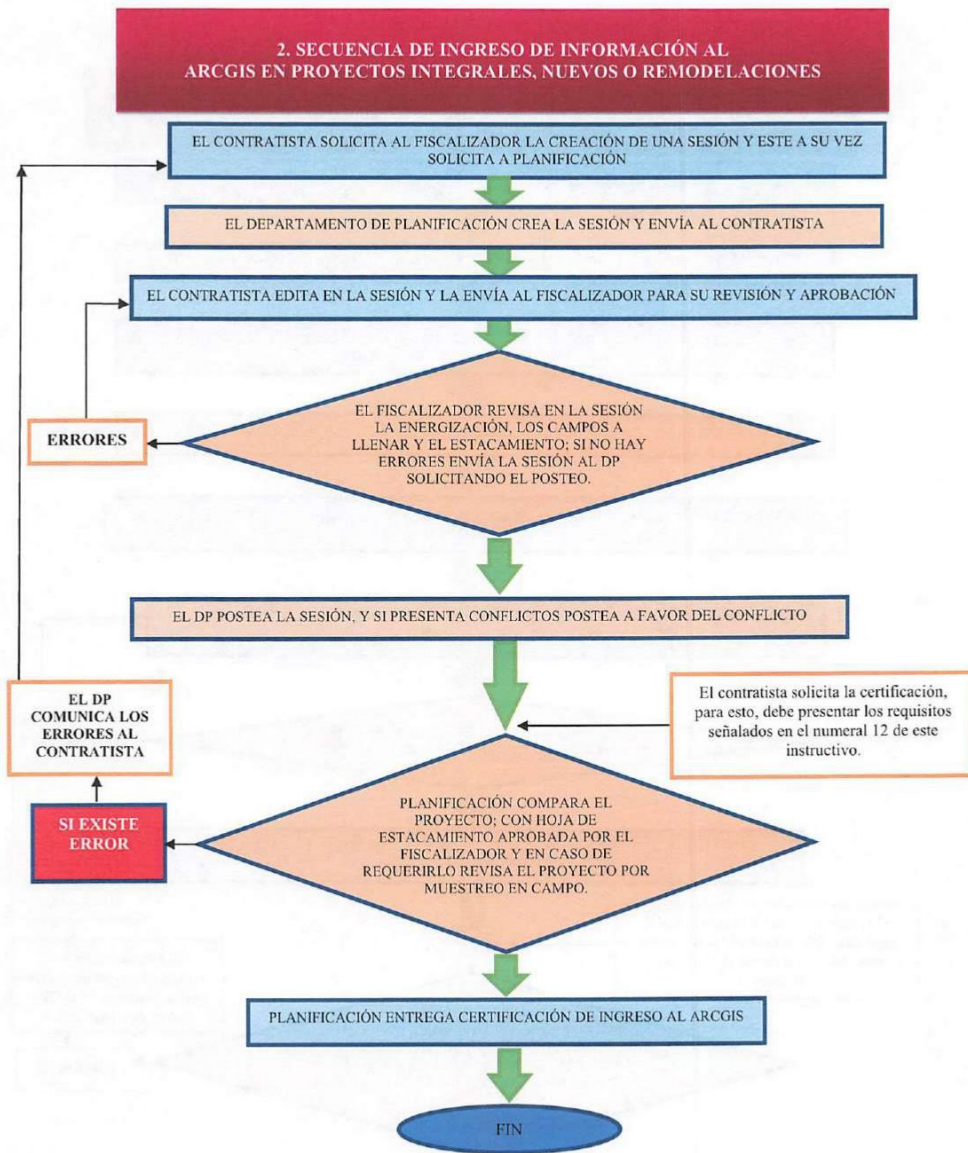 2. SECUENCIA DE INGRESO DE INFORMACIÓN AL
ARCGIS EN PROYECTOS INTEGRALES, NUEVOS O REMODELACIONES
EL CONTRATISTA SOLICITA AL FISCALIZADOR LA CREACIÓN DE UNA SESIÓN Y ESTE A SU VEZ
SOLICITA A PLANIFICACIÓN
EL DEPARTAMENTO DE PLANIFICACIÓN CREA LA SESIÓN Y ENVÍA AL CONTRATISTA
EL CONTRATISTA EDITA EN LA SESIÓN Y LA ENVÍA AL FISCALIZADOR PARA SU REVISIÓN Y APROBACIÓN
EL FISCALIZADOR REVISA EN LA SESIÓN
LA ENERGIZACIÓN, LOS CAMPOS A
LLENAR Y EL ESTACAMIENTO; SI NO HAY
ERRORES ENVÍA LA SESIÓN AL DP
SOLICITANDO EL POSTEO.
ERRORES
EL DP POSTEA LA SESIÓN, Y SI PRESENTA CONFLICTOS POSTEA A FAVOR DEL CONFLICTO
El contratista solicita la certificación,
para esto, debe presentar los requisitos
señalados en el numeral 12 de este
instructivo.
EL DP
COMUNICA LOS
ERRORES AL
CONTRATISTA
SI EXISTE
ERROR
PLANIFICACIÓN COMPARA EL
PROYECTO; CON HOJA DE
ESTACAMIENTO APROBADA POR EL
FISCALIZADOR Y EN CASO DE
REQUERIRLO REVISA EL PROYECTO POR
MUESTREO EN CAMPO.
PLANIFICACIÓN ENTREGA CERTIFICACIÓN DE INGRESO AL ARCGIS
FIN